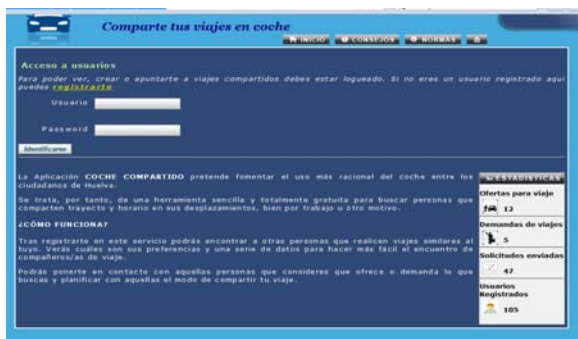 Comparte tus viajes en coche
INICIO CONSEJOS NORMAS
Acceso a usuarios
Para poder ver, crear o apuntarte a viajes compartidos debes estar logueado. Si no eres un usuario registrado aqui
puedes registrarte
Usuario
Password
Identificarse
La Aplicación COCHE COMPARTIDO pretende fomentar el uso más racional del coche entre los
ciudadanos de Huelva.
Se trata, por tanto, de una herramienta sencilla y totalmente gratuita para buscar personas que
comparten trayecto y horario en sus desplazamientos, bien por trabajo u otro motivo.
¿CÓMO FUNCIONA?
Tras registrarte en este servicio podrás encontrar a otras personas que realicen viajes similares al
tuyo. Verás cuáles son sus preferencias y una serie de datos para hacer más fácil el encuentro de
compañeros/as de viaje.
Podrás ponerte en contacto con aquellas personas que consideres que ofrece o demanda lo que
buscas y planificar con aquellas el modo de compartir tu viaje.
ESTADISTICAS
Ofertas para viaje
12
Demandas de viajes
5
Solicitudes enviadas
47
Usuarios
Registrados
105